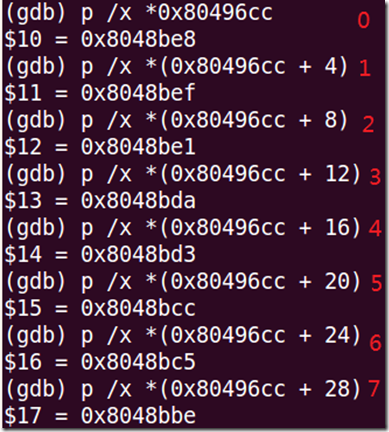 (gdb) p /x *0x80496cc 0
$10 = 0x8048be8
(gdb) p /x *(0x80496cc + 4) 1
$11 = 0x8048bef
(gdb) p /x *(0x80496cc + 8) 2
$12 = 0x8048be1
(gdb) p /x *(0x80496cc + 12) 3
$13 = 0x8048bda
(gdb) p /x *(0x80496cc + 16) 4
$14 = 0x8048bd3
(gdb) p /x *(0x80496cc + 20) 5
$15 = 0x8048bcc
(gdb) p /x *(0x80496cc + 24) 6
$16 = 0x8048bc5
(gdb) p /x *(0x80496cc + 28) 7
$17 = 0x8048bbe